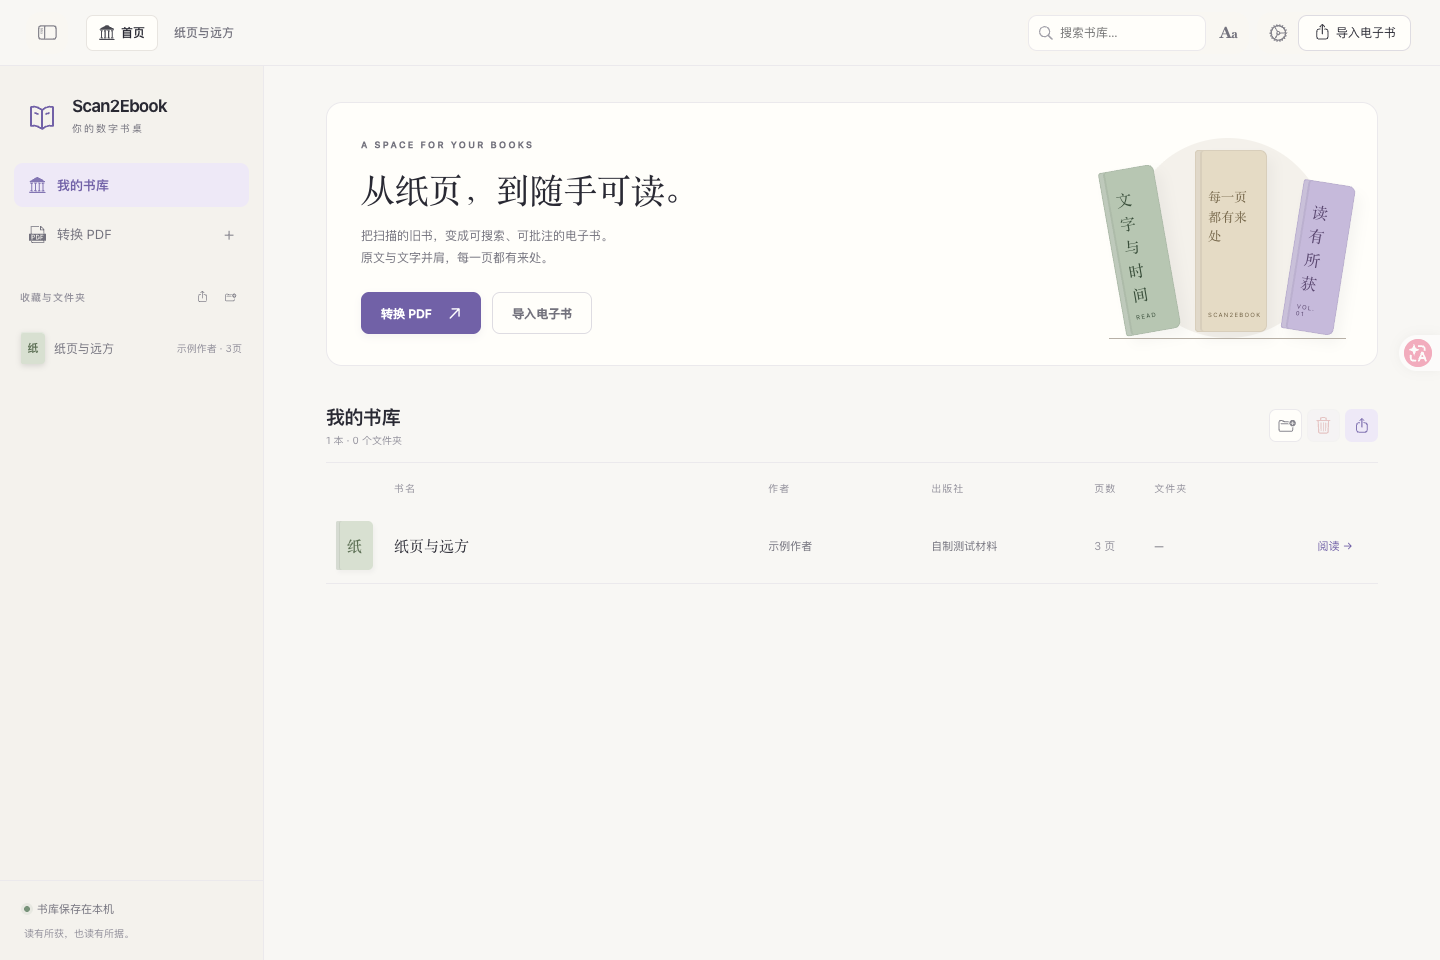 首页
纸页与远方
搜索书库...
Aa
导入电子书
Scan2Ebook
你的数字书桌
我的书库
PDF
转换 PDF
收藏与文件夹
纸
纸页与远方
示例作者 · 3页
书库保存在本机
读有所获，也读有所据。
A SPACE FOR YOUR BOOKS
从纸页，到随手可读。
把扫描的旧书，变成可搜索、可批注的电子书。
原文与文字并肩，每一页都有来处。
转换 PDF
导入电子书
文字与时间
READ
每一页
都有来
处
SCAN2EBOOK
读有所获
VOL.
01
A
我的书库
1 本 · 0 个文件夹
书名 作者 出版社 页数 文件夹
纸 纸页与远方 示例作者 自制测试材料 3 页 — 阅读 →